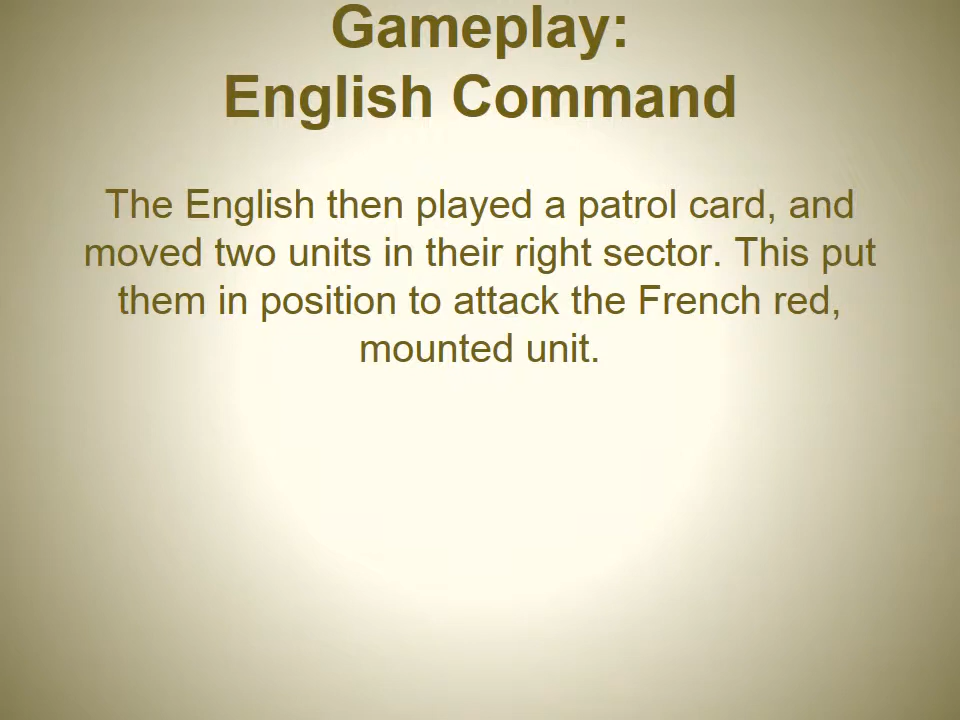 Gameplay:
English Command
The English then played a patrol card, and
moved two units in their right sector. This put
them in position to attack the French red,
mounted unit.